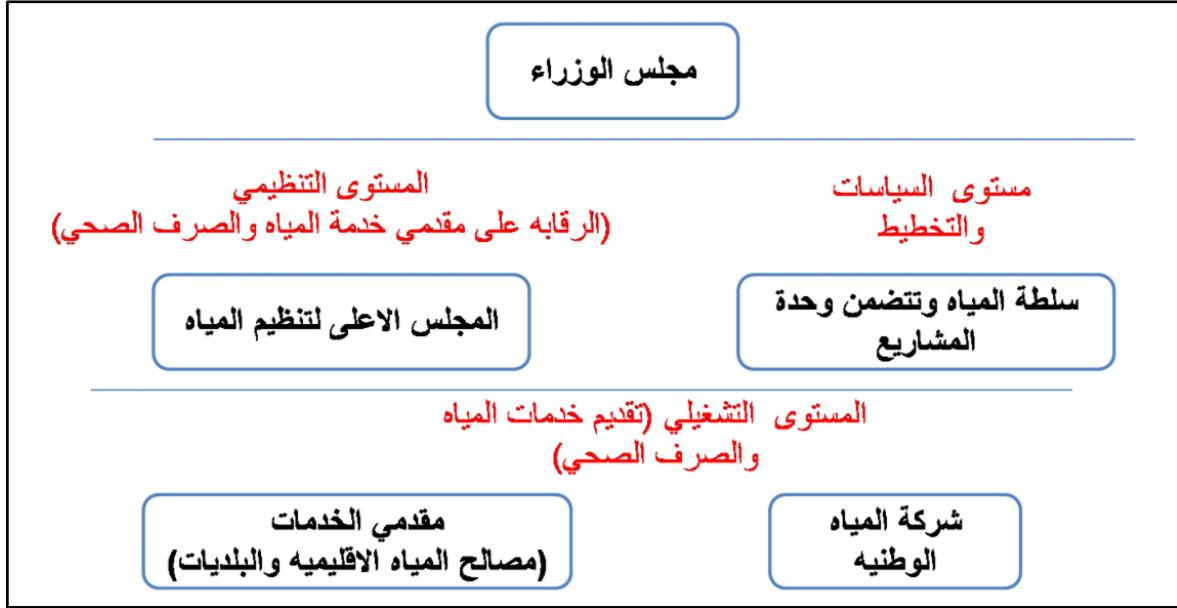 مجلس الوزراء
مستوى السياسات
والتخطيط
المستوى التنظيمي
(الرقابه على مقدمي خدمة المياه والصرف الصحي)
سلطة المياه وتتضمن وحدة
المشاريع
المجلس الاعلى لتنظيم المياه
المستوى التشغيلي (تقديم خدمات المياه
والصرف الصحي)
شركة المياه
الوطنيه
مقدمي الخدمات
(مصالح المياه الاقليميه والبلديات)